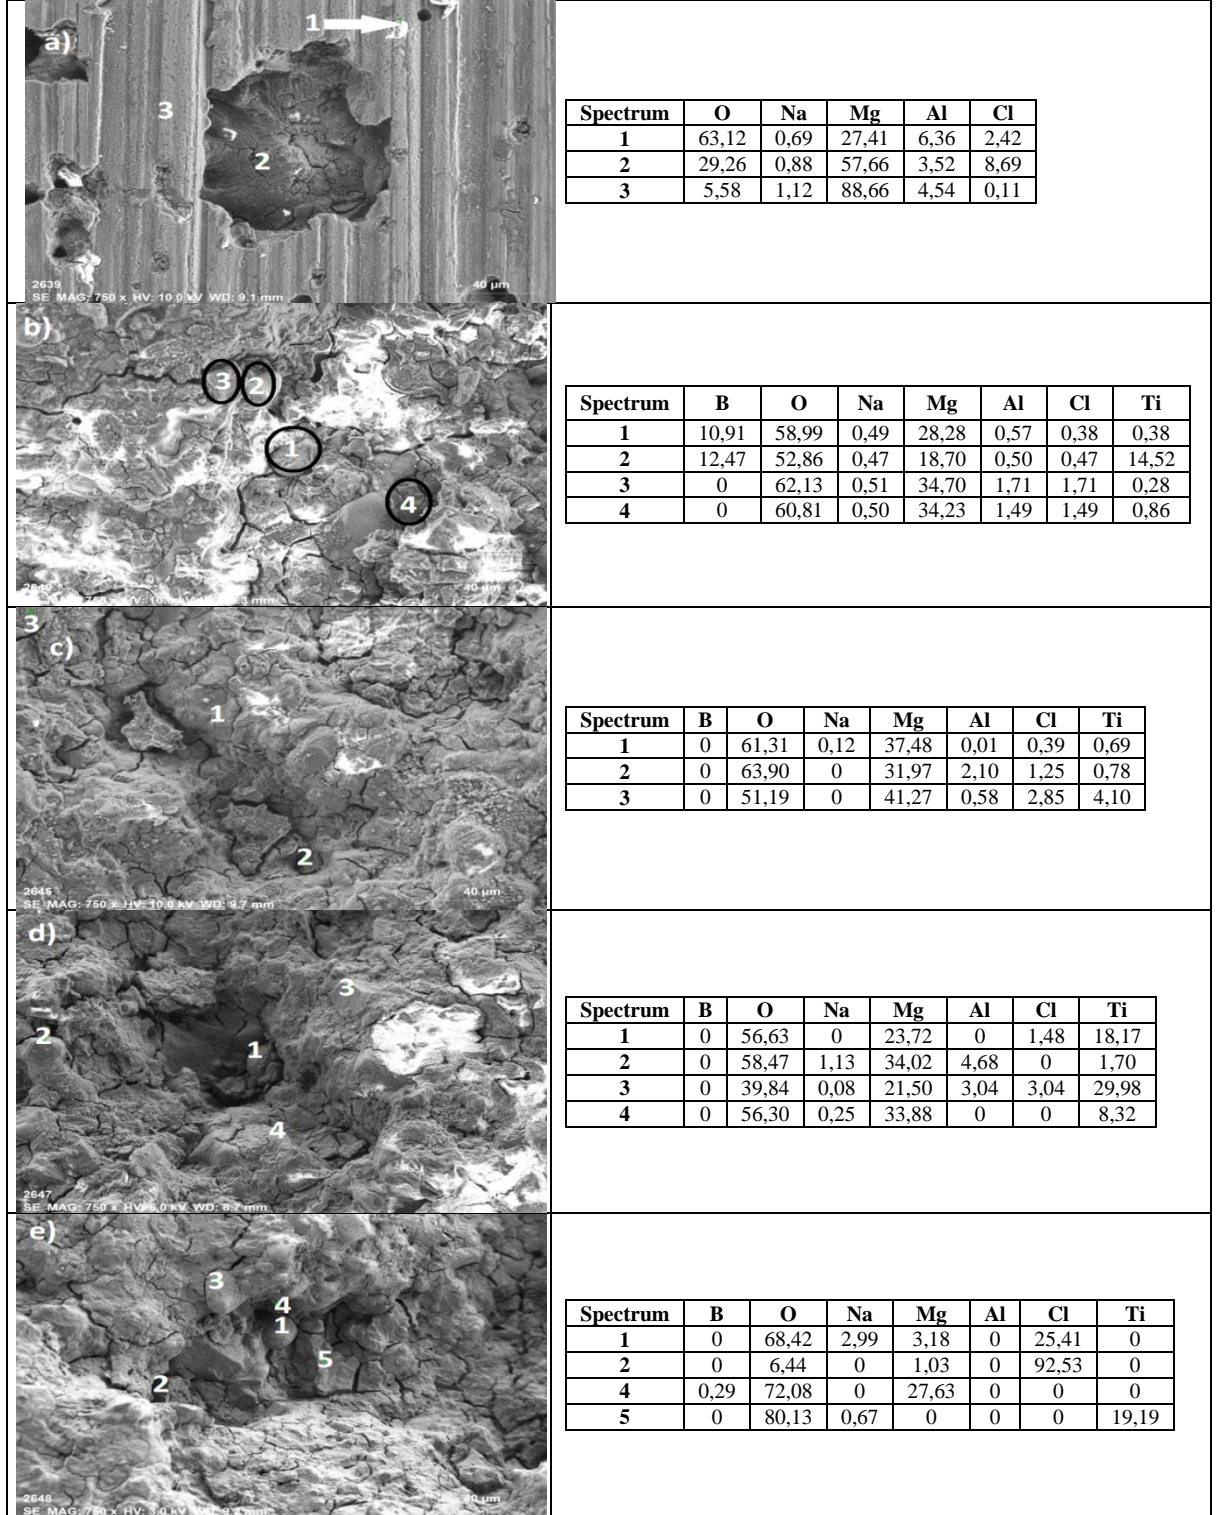 1
a)
3
2
2639
40 µm
SE MAG: 750 x HV: 10.0 kV WD: 9.1 mm
Spectrum O Na Mg Al Cl
1 63,12 0,69 27,41 6,36 2,42
2 29,26 0,88 57,66 3,52 8,69
3 5,58 1,12 88,66 4,54 0,11
b)
3 2
1
4
40 µm
Spectrum B O Na Mg Al Cl Ti
1 10,91 58,99 0,49 28,28 0,57 0,38 0,38
2 12,47 52,86 0,47 18,70 0,50 0,47 14,52
3 0 62,13 0,51 34,70 1,71 1,71 0,28
4 0 60,81 0,50 34,23 1,49 1,49 0,86
3
c)
1
2
2645
40 µm
SE MAG: 750 x HV: 10.0 kV WD: 9.7 mm
Spectrum B O Na Mg Al Cl Ti
1 0 61,31 0,12 37,48 0,01 0,39 0,69
2 0 63,90 0 31,97 2,10 1,25 0,78
3 0 51,19 0 41,27 0,58 2,85 4,10
d)
3
2
1
4
2647
SE MAG: 750 x HV: WD: 8.7 mm
Spectrum B O Na Mg Al Cl Ti
1 0 56,63 0 23,72 0 1,48 18,17
2 0 58,47 1,13 34,02 4,68 0 1,70
3 0 39,84 0,08 21,50 3,04 3,04 29,98
4 0 56,30 0,25 33,88 0 0 8,32
e)
3
4
1
5
2
2648
40 µm
SE MAG: 750 x HV: WD: mm
Spectrum B O Na Mg Al Cl Ti
1 0 68,42 2,99 3,18 0 25,41 0
2 0 6,44 0 1,03 0 92,53 0
4 0,29 72,08 0 27,63 0 0 0
5 0 80,13 0,67 0 0 0 19,19